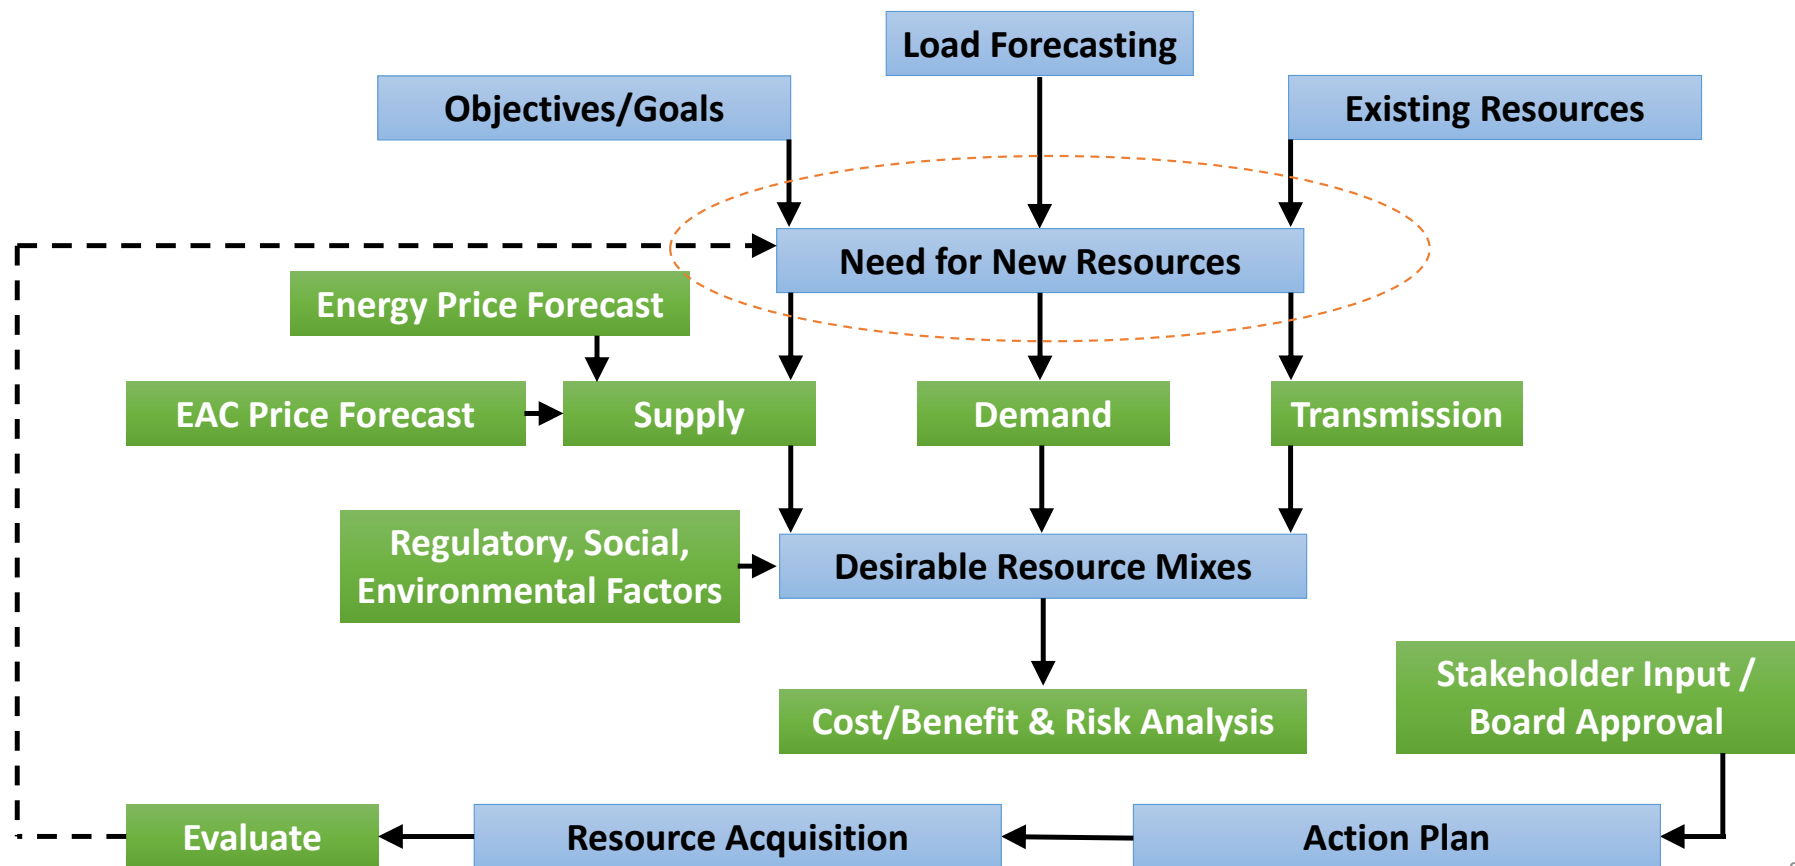 Load Forecasting
Objectives/Goals
Existing Resources
Need for New Resources
Energy Price Forecast
EAC Price Forecast
Supply
Demand
Transmission
Regulatory, Social,
Environmental Factors
Desirable Resource Mixes
Stakeholder Input /
Board Approval
Cost/Benefit & Risk Analysis
Evaluate
Resource Acquisition
Action Plan